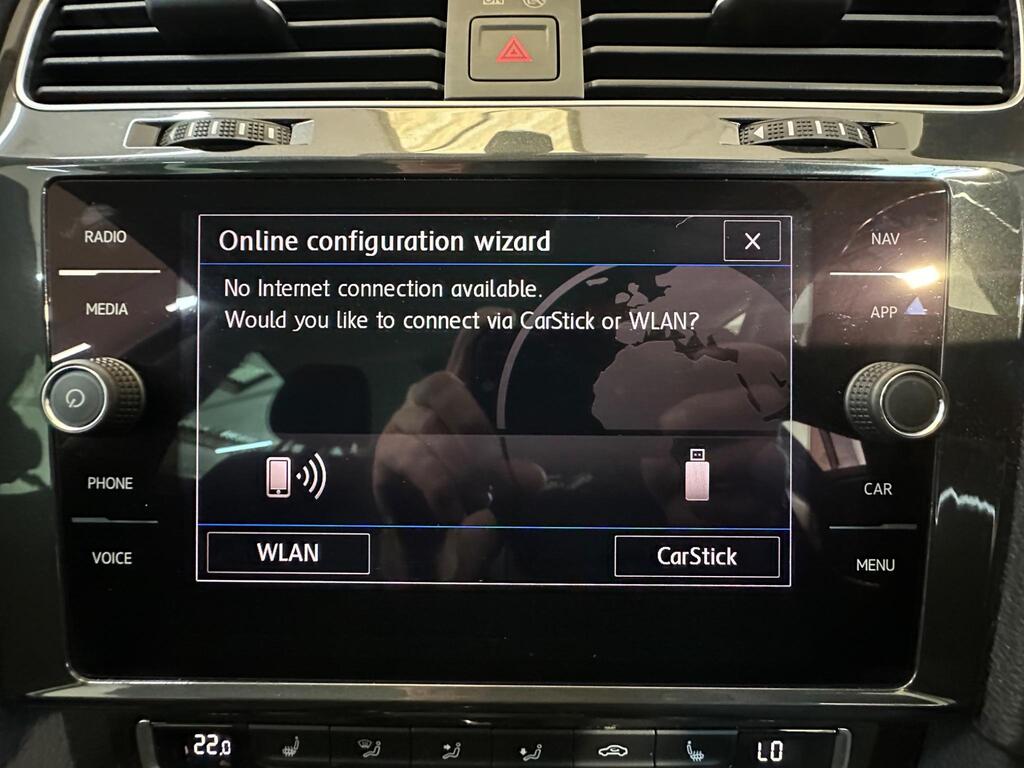 RADIO
MEDIA
PHONE
VOICE
Online configuration wizard
X
No Internet connection available.
Would you like to connect via CarStick or WLAN?
WLAN
CarStick
NAV
APP
CAR
MENU
22.0
LO